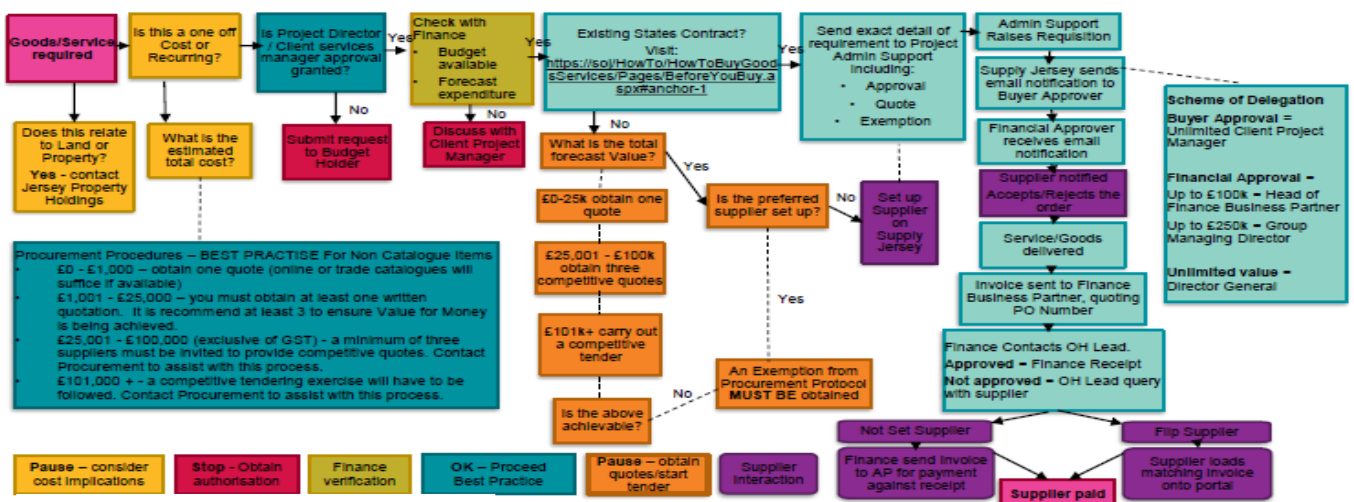 Goods/Service
required
Is this a one off
Cost or
Recurring?
Is Project Director
/ Client services
manager approval
granted?
Yes
Check with
Finance
• Budget
available
• Forecast
expenditure
Yes
Existing States Contract?
Visit:
https://soj/HowTo/HowToBuyGood
sServices/Pages/BeforeYouBuy.a
spx#anchor-1
Yes
Send exact detail of
requirement to Project
Admin Support
including:
• Approval
• Quote
• Exemption
Admin Support
Raises Requisition
Supply Jersey sends
email notification to
Buyer Approver
Financial Approver
receives email
notification
Supplier notified
Accepts/Rejects the
order
Service/Goods
delivered
Invoice sent to Finance
Business Partner, quoting
PO Number
Finance Contacts OH Lead.
Approved = Finance Receipt
Not approved = OH Lead query
with supplier
Scheme of Delegation
Buyer Approval =
Unlimited Client Project
Manager
Financial Approval =
Up to £100k = Head of
Finance Business Partner
Up to £250k = Group
Managing Director
Unlimited value =
Director General
Does this relate
to Land or
Property?
Yes - contact
Jersey Property
Holdings
What is the
estimated
total cost?
No
Submit request
to Budget
Holder
No
Discuss with
Client Project
Manager
No
What is the total
forecast Value?
Yes
£0-25k obtain one
quote
Is the preferred
supplier set up?
No
Set up
Supplier
on
Supply
Jersey
£25,001 - £100k
obtain three
competitive quotes
Yes
£101k+ carry out
a competitive
tender
An Exemption from
Procurement Protocol
MUST BE obtained
No
Is the above
achievable?
Procurement Procedures – BEST PRACTISE For Non Catalogue Items
• £0 - £1,000 – obtain one quote (online or trade catalogues will
suffice if available)
• £1,001 - £25,000 – you must obtain at least one written
quotation. It is recommend at least 3 to ensure Value for Money
is being achieved.
• £25,001 - £100,000 (exclusive of GST) - a minimum of three
suppliers must be invited to provide competitive quotes. Contact
Procurement to assist with this process.
• £101,000 + - a competitive tendering exercise will have to be
followed. Contact Procurement to assist with this process.
Not Set Supplier
Finance send Invoice
to AP for payment
against receipt
Flip Supplier
Supplier loads
matching invoice
onto portal
Supplier paid
Pause – consider
cost implications
Stop - Obtain
authorisation
Finance
verification
OK – Proceed
Best Practice
Pause – obtain
quotes/start
tender
Supplier
Interaction